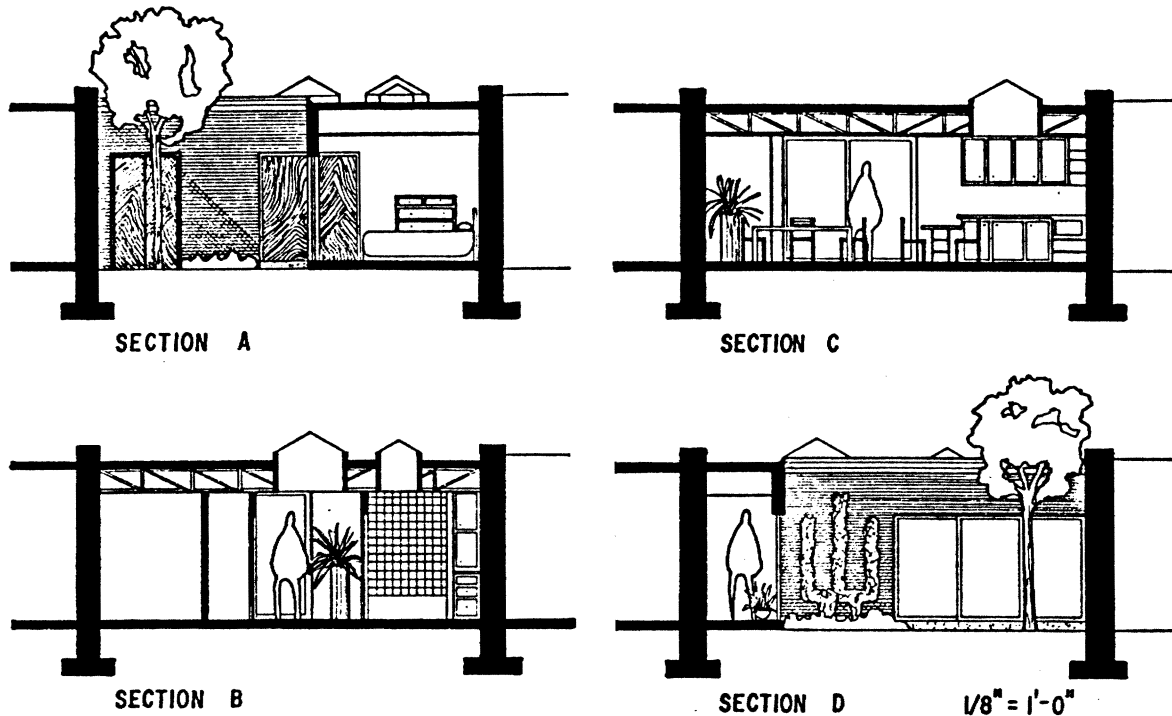 SECTION A
SECTION C
SECTION B
SECTION D
1/8" = 1'-0"